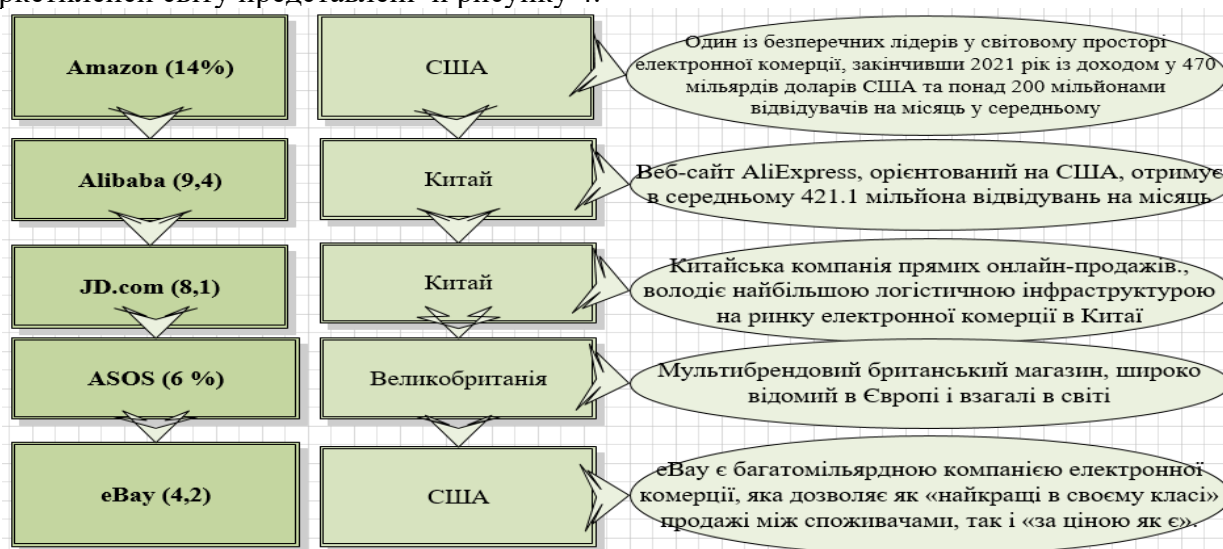 світу представлені
рисунку
Amazon (14%)
США
Один із безперечних лідерів у світовому просторі
електронної комерції, закінчивши 2021 рік із доходом у 470
мільярдів доларів США та понад 200 мільйонами
відвідувачів на місяць у середньому
Alibaba (9,4)
Китай
Веб-сайт AliExpress, орієнтований на США, отримує
в середньому 421.1 мільйона відвідувань на місяць
JD.com (8,1)
Китай
Китайська компанія прямих онлайн-продажів.,
володіє найбільшою логістичною інфраструктурою
на ринку електронної комерції в Китаї
ASOS (6 %)
Великобританія
Мультибрендовий британський магазин, широко
відомий в Європі і взагалі в світі
eBay (4,2)
США
eBay є багатомільярдною компанією електронної
комерції, яка дозволяє як «найкращі в своєму класі»
продажі між споживачами, так і «за ціною як є».